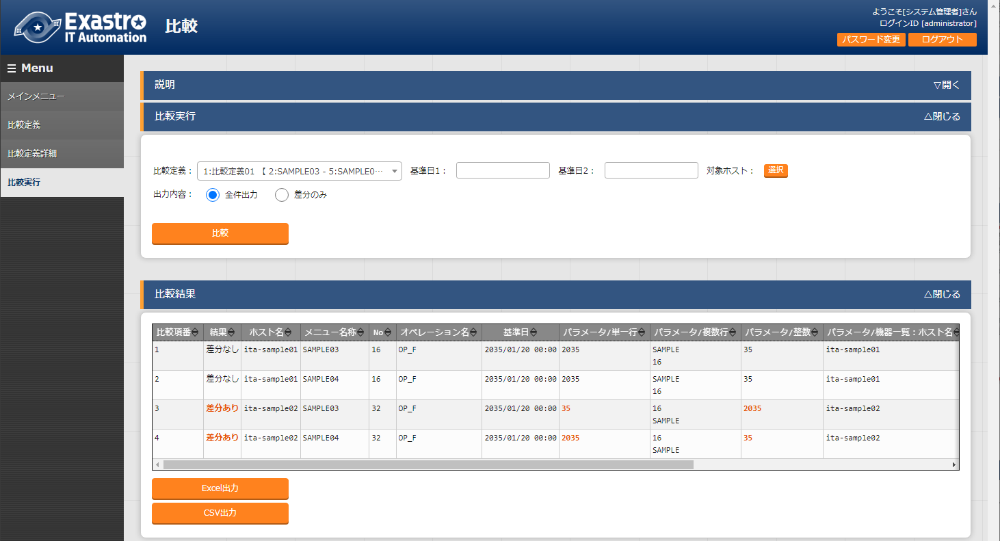 Exastro
IT Automation
比較
ようこそ[システム管理者]さん
ログインID [administrator]
パスワード変更 ログアウト
Menu
メインメニュー
比較定義
比較定義詳細
比較実行
説明 ▽開く
比較実行 △閉じる
比較定義： 1:比較定義01 【 2:SAMPLE03 - 5:SAMPLE0… 基準日1： 基準日2： 対象ホスト： 選択
出力内容： 全件出力 差分のみ
比較
比較結果 △閉じる
比較項番 結果 ホスト名 メニュー名称 No オペレーション名 基準日 パラメータ/単一行 パラメータ/複数行 パラメータ/整数 パラメータ/機器一覧：ホスト名
1 差分なし ita-sample01 SAMPLE03 16 OP_F 2035/01/20 00:00 2035 SAMPLE 35 ita-sample01
16
2 差分なし ita-sample01 SAMPLE04 16 OP_F 2035/01/20 00:00 2035 SAMPLE 35 ita-sample01
16
3 差分あり ita-sample02 SAMPLE03 32 OP_F 2035/01/20 00:00 35 16 2035 ita-sample02
SAMPLE
4 差分あり ita-sample02 SAMPLE04 32 OP_F 2035/01/20 00:00 2035 16 35 ita-sample02
SAMPLE
Excel出力
CSV出力